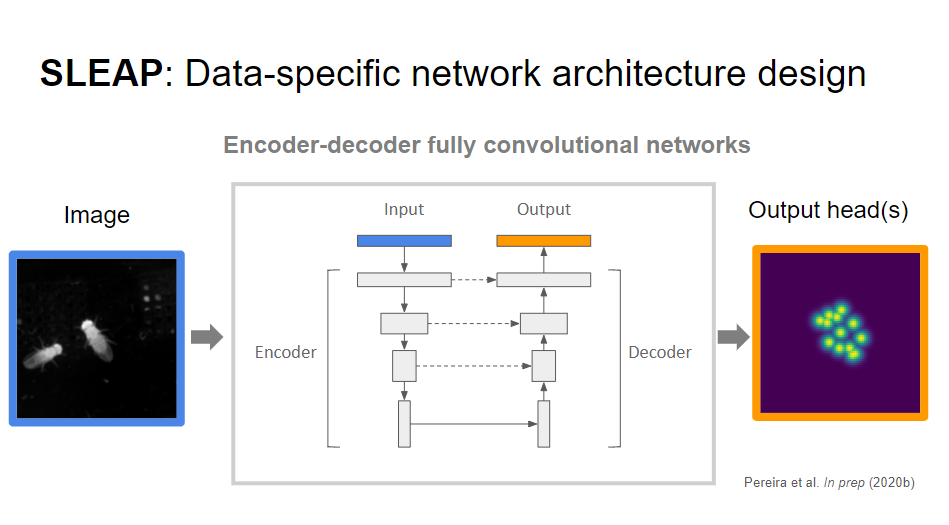 SLEAP: Data-specific network architecture design
Encoder-decoder fully convolutional networks
Image
Input
Output
Output head(s)
Encoder
Decoder
Pereira et al. In prep (2020b)